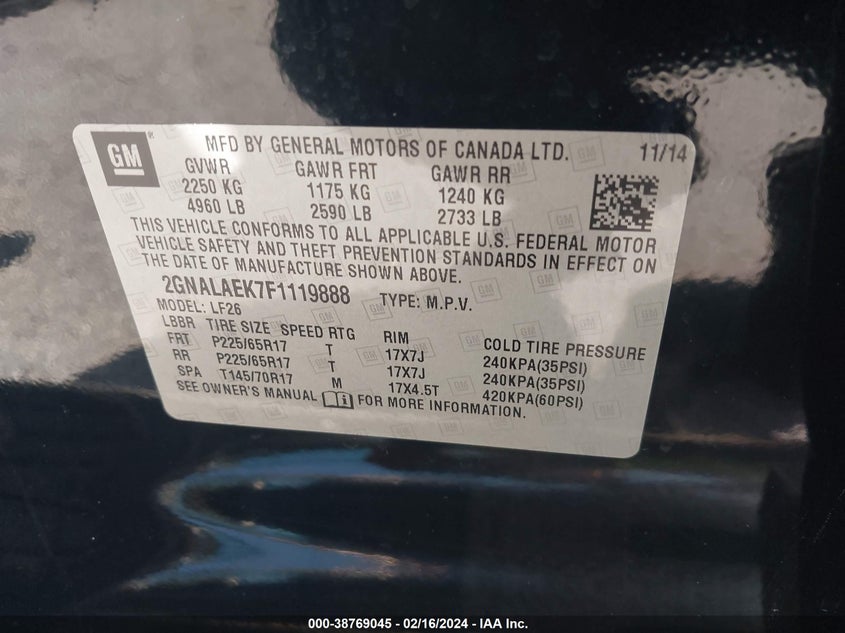 GM ® MFD BY GENERAL MOTORS OF CANADA LTD. 11/14
GVWR GAWR FRT GAWR RR
2250 KG 1175 KG 1240 KG
4960 LB 2590 LB 2733 LB
THIS VEHICLE CONFORMS TO ALL APPLICABLE U.S. FEDERAL MOTOR
VEHICLE SAFETY AND THEFT PREVENTION STANDARDS IN EFFECT ON
THE DATE OF MANUFACTURE SHOWN ABOVE.
2GNALAEK7F1119888 TYPE: M.P.V.
MODEL: LF26
LBBR TIRE SIZE SPEED RTG RIM COLD TIRE PRESSURE
FRT P225/65R17 T 17X7J 240KPA(35PSI)
RR P225/65R17 T 17X7J 240KPA(35PSI)
SPA T145/70R17 M 17X4.5T 420KPA(60PSI)
SEE OWNER'S MANUAL FOR MORE INFORMATION.
000-38769045 - 02/16/2024 - IAA Inc.